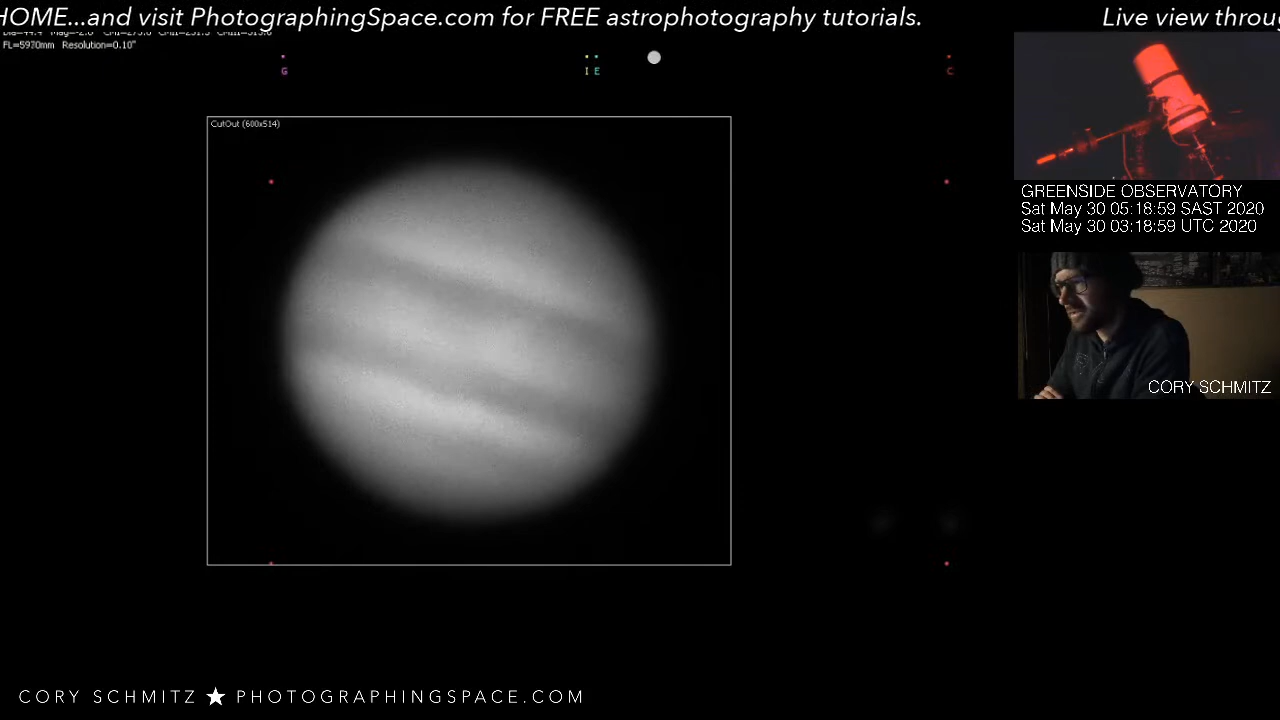 HOME...and visit PhotographingSpace.com for FREE astrophotography tutorials.
Live view throu
FL=5970mm Resolution=0.10"
G
I E
C
CutOut (600x514)
GREENSIDE OBSERVATORY
Sat May 30 05:18:59 SAST 2020
Sat May 30 03:18:59 UTC 2020
CORY SCHMITZ
CORY SCHMITZ ★ PHOTOGRAPHINGSPACE.COM